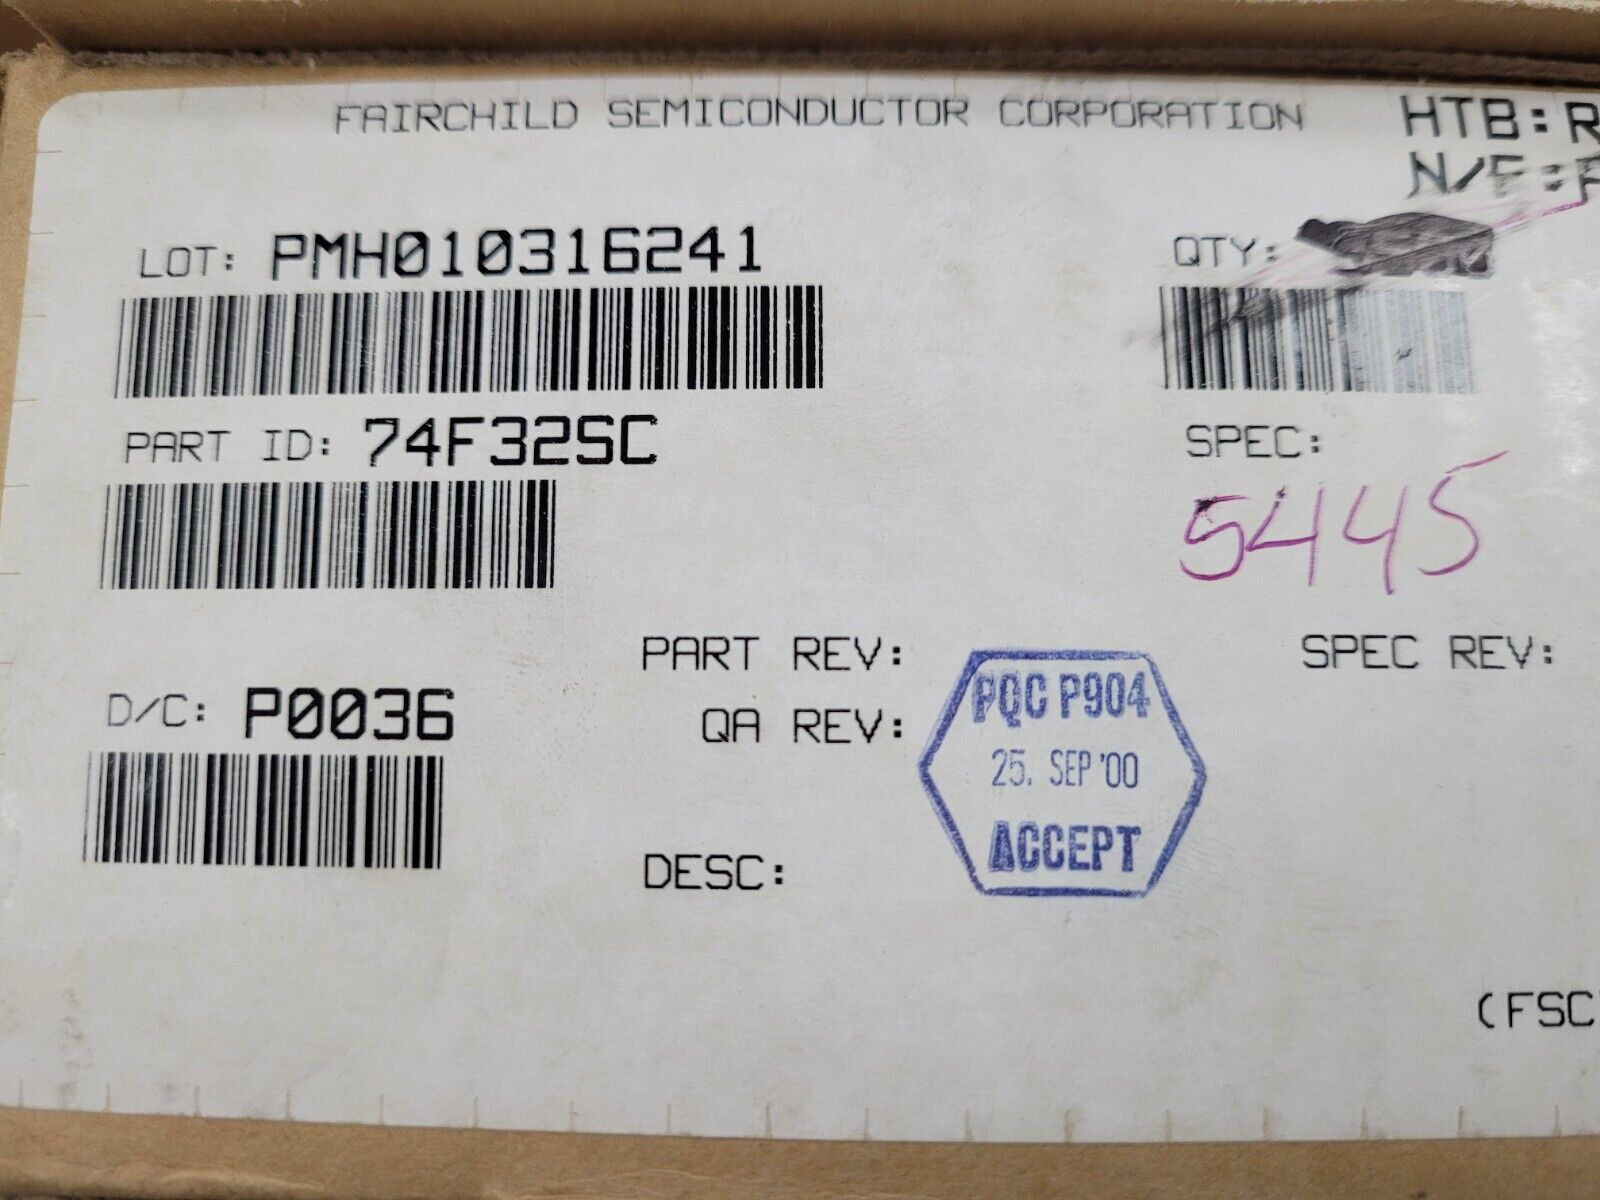 FAIRCHILD SEMICONDUCTOR CORPORATION
HTB: R
N/F:
LOT: PMH010316241
QTY:
PART ID: 74F32SC
SPEC:
5445
PART REV:
SPEC REV:
D/C: P0036
QA REV:
PQC P904
25. SEP '00
ACCEPT
DESC:
(FSC